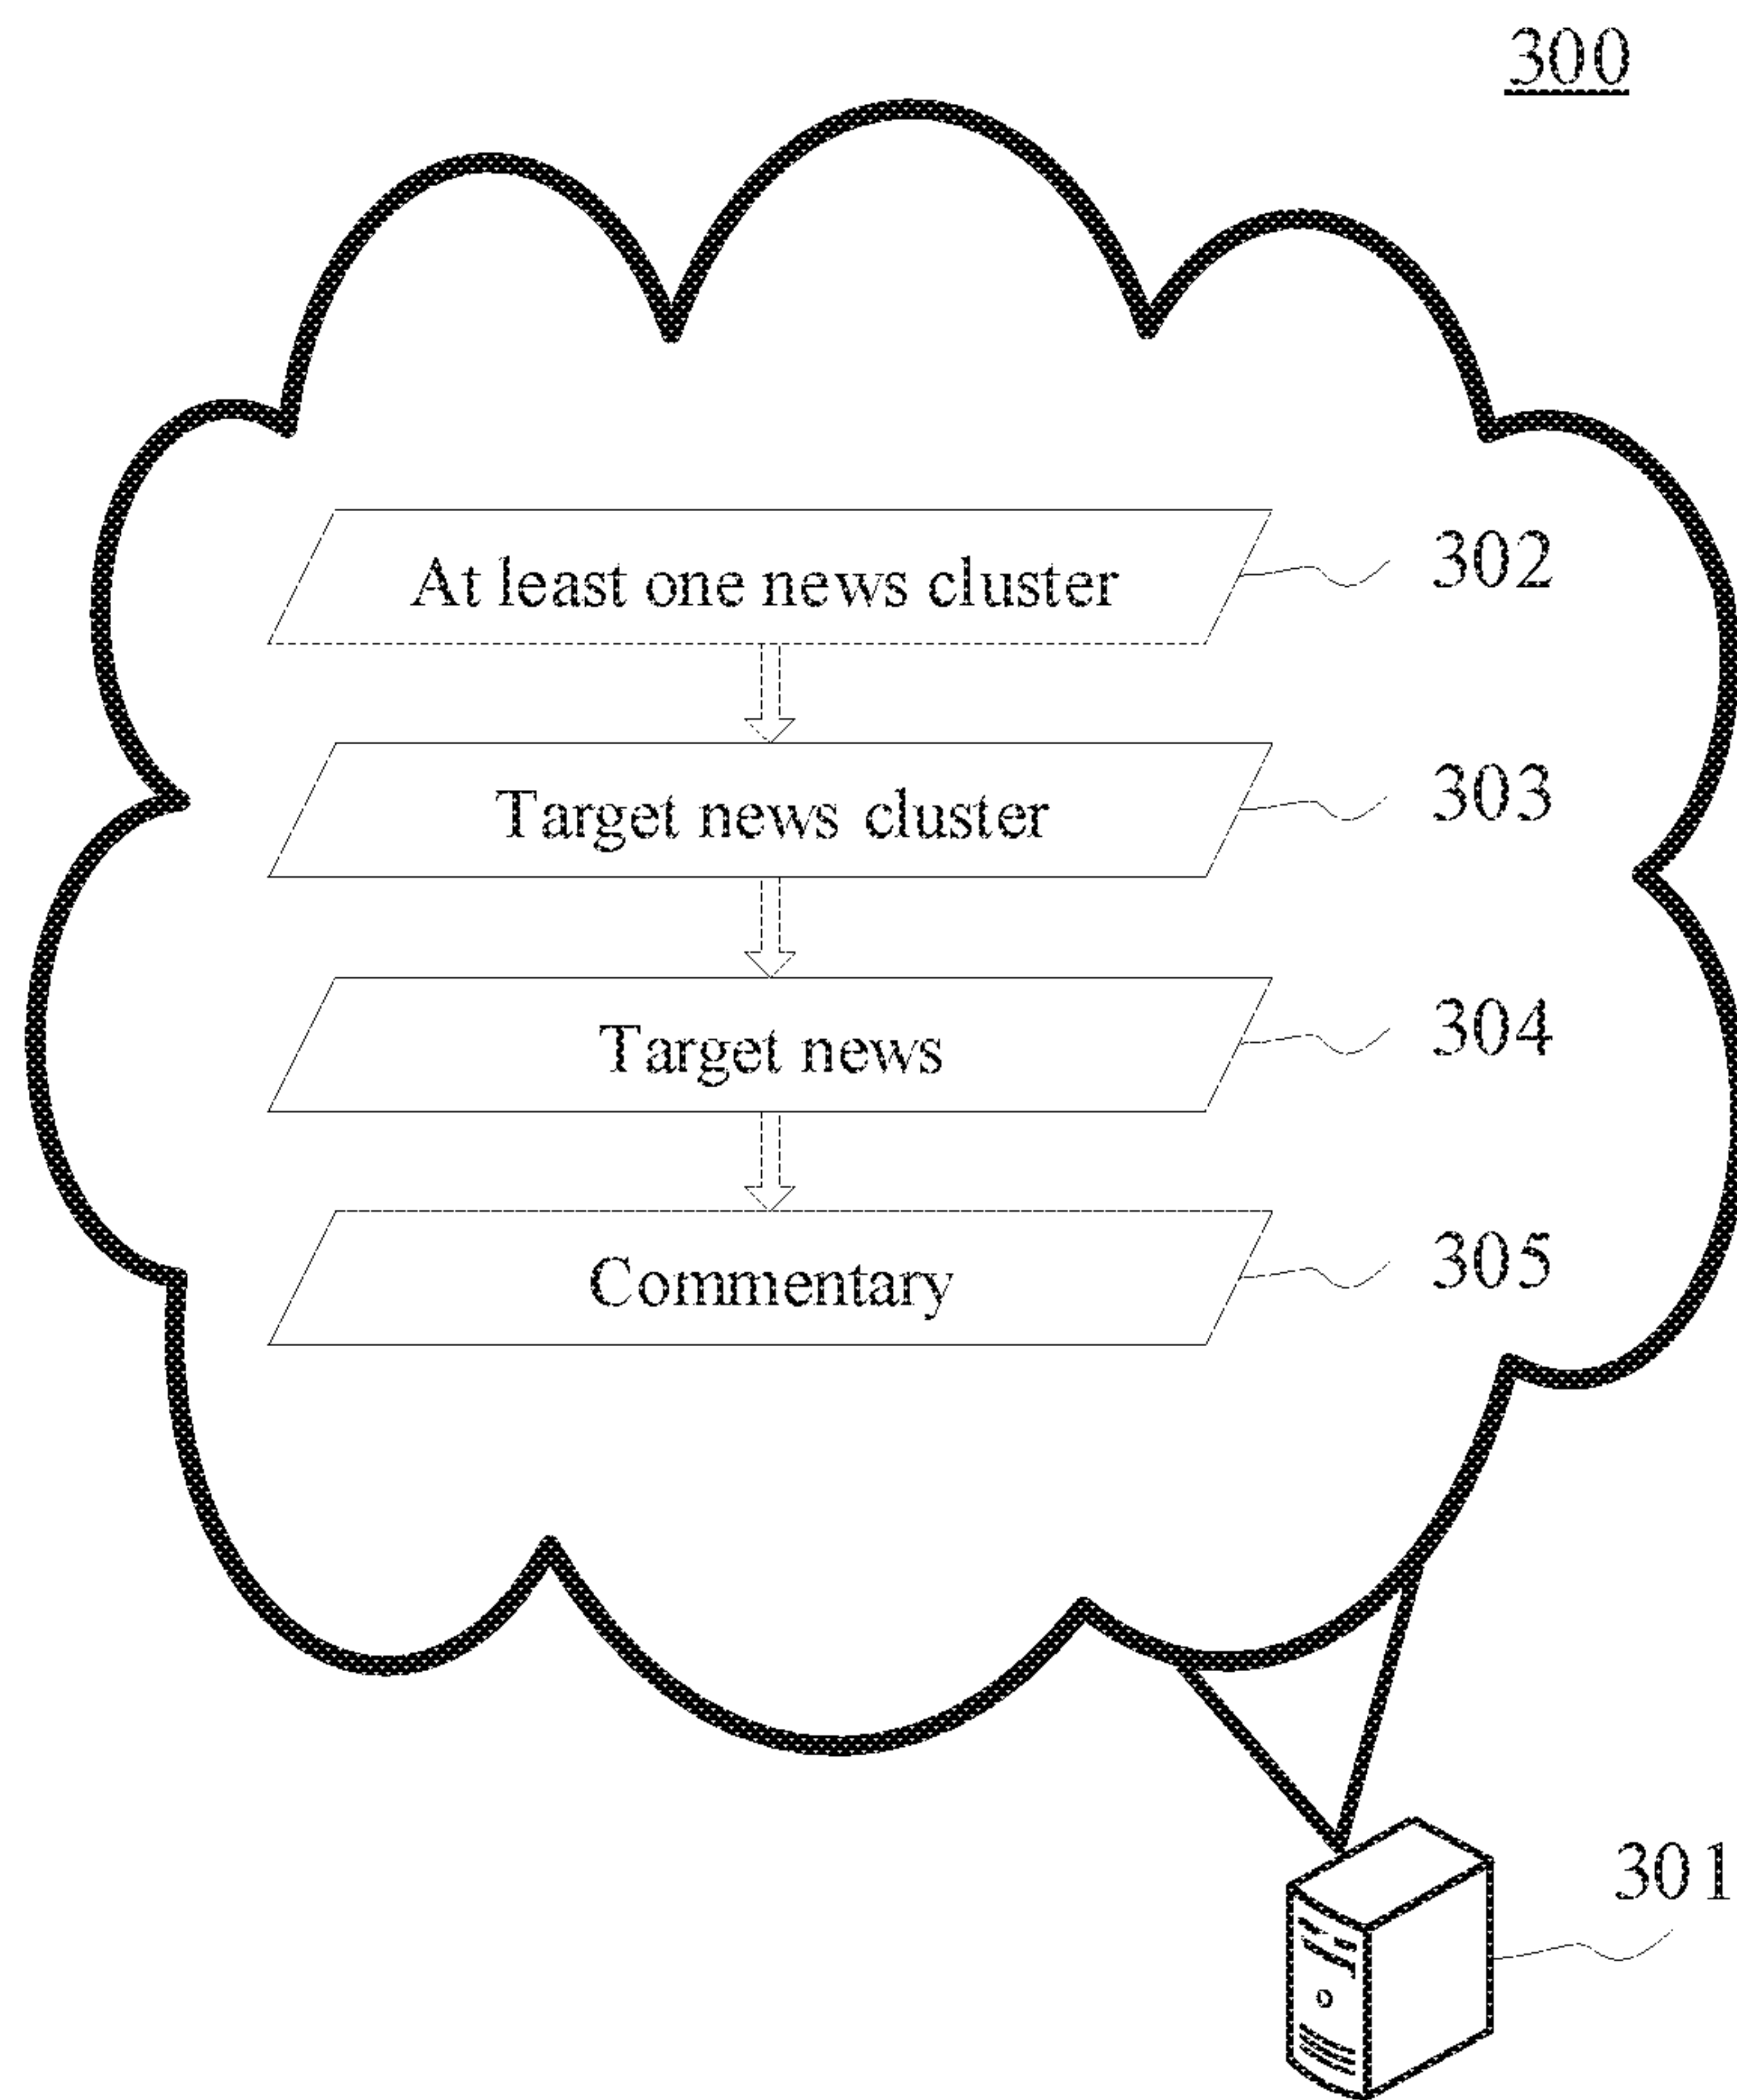 300
At least one news cluster 302
Target news cluster 303
Target news 304
Commentary 305
301